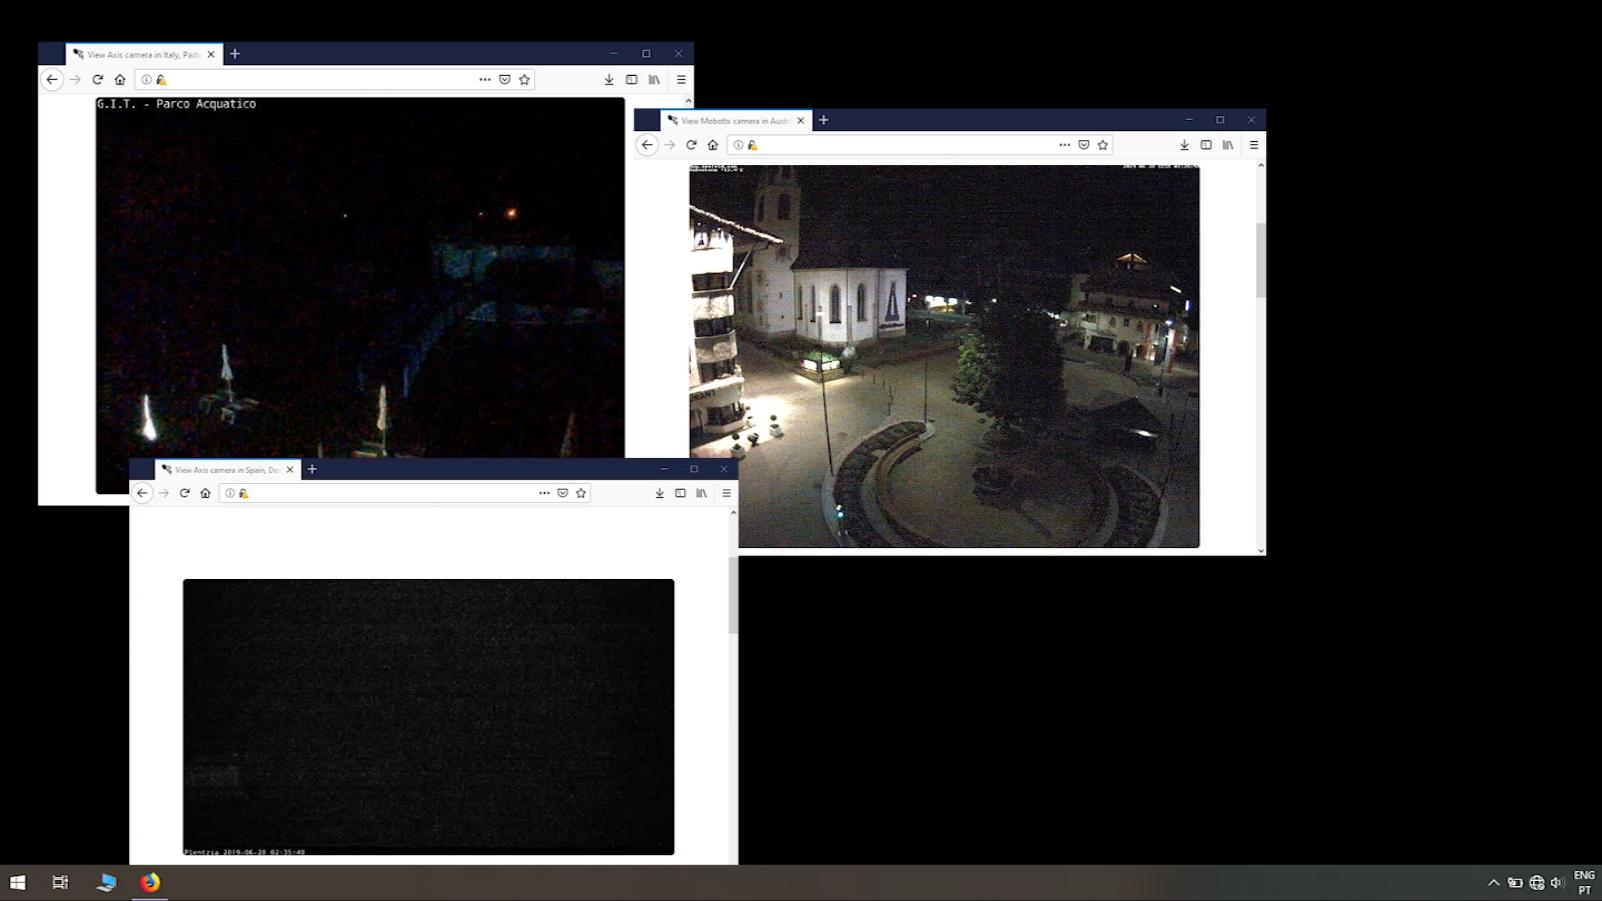 View Axis camera in Italy, Pado
G.I.T. - Parco Acquatico
View Mobotix camera in Austri
View Axis camera in Spain, De
Plentzia 2019-06-28 02:35:48
ENG
PT